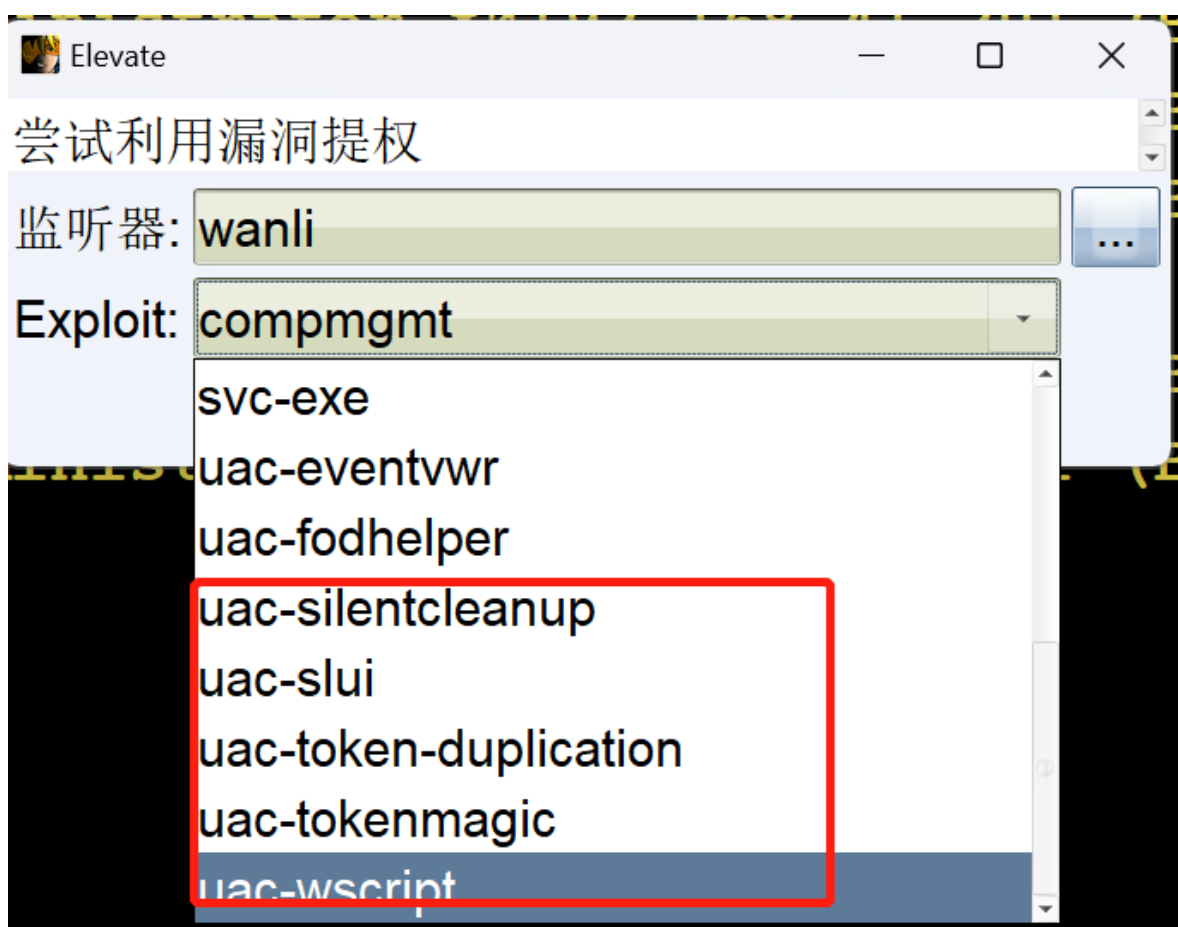 Elevate
尝试利用漏洞提权
监听器: wanli ...
Exploit: compmgmt
svc-exe
uac-eventvwr
uac-fodhelper
uac-silentcleanup
uac-slui
uac-token-duplication
uac-tokenmagic
uac-wscript